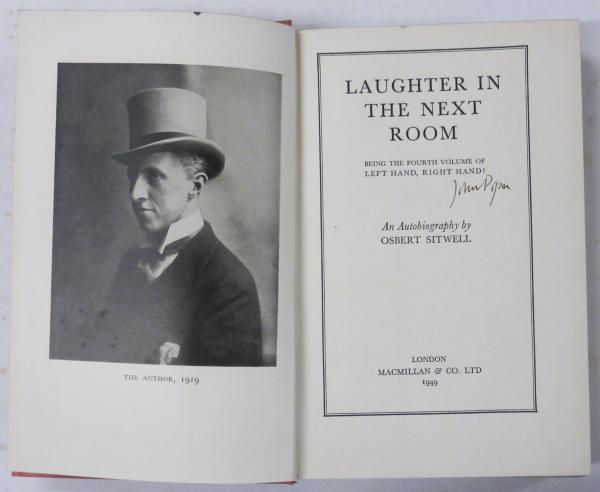 THE AUTHOR, 1919
LAUGHTER IN
THE NEXT
ROOM
BEING THE FOURTH VOLUME OF
LEFT HAND, RIGHT HAND!
John
An Autobiography by
OSBERT SITWELL
LONDON
MACMILLAN & CO. LTD
1949